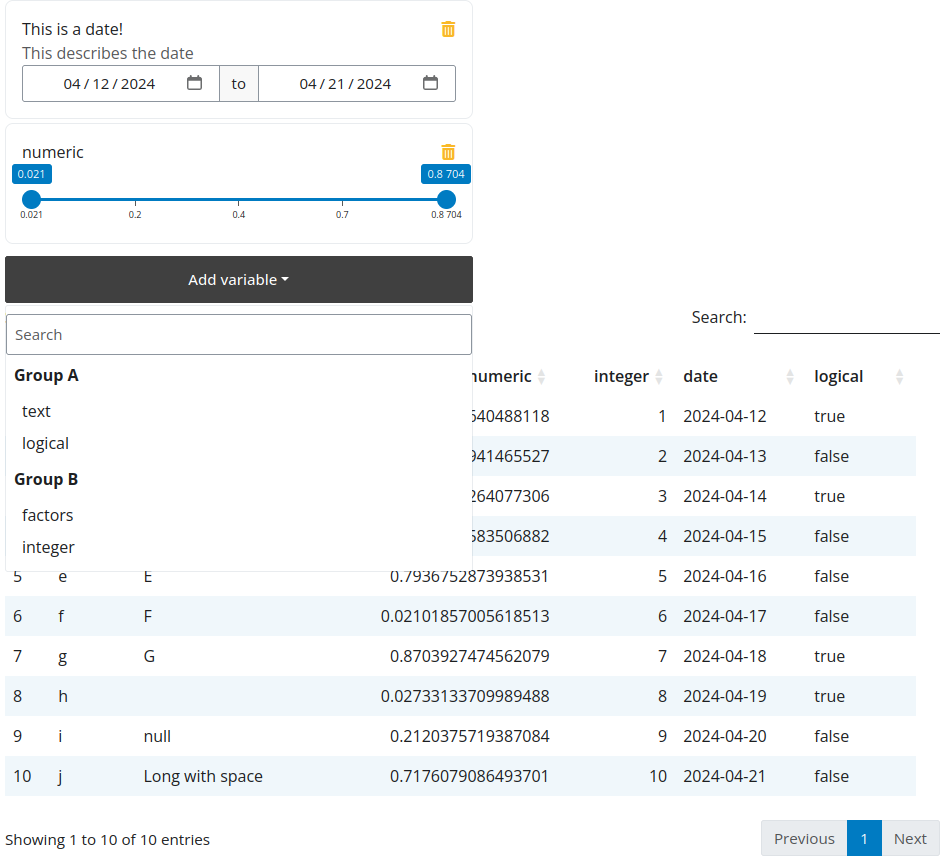 This is a date!
This describes the date
04 / 12 / 2024 to 04 / 21 / 2024
numeric
0.021 0.8 704
0.021 0.2 0.4 0.7 0.8 704
Add variable
Search
Search:
Group A
text
logical
Group B
factors
integer
numeric integer date logical
640488118 1 2024-04-12 true
941465527 2 2024-04-13 false
264077306 3 2024-04-14 true
583506882 4 2024-04-15 false
5 e E 0.7936752873938531 5 2024-04-16 false
6 f F 0.02101857005618513 6 2024-04-17 false
7 g G 0.8703927474562079 7 2024-04-18 true
8 h 0.02733133709989488 8 2024-04-19 true
9 i null 0.2120375719387084 9 2024-04-20 false
10 j Long with space 0.7176079086493701 10 2024-04-21 false
Showing 1 to 10 of 10 entries
Previous 1 Next